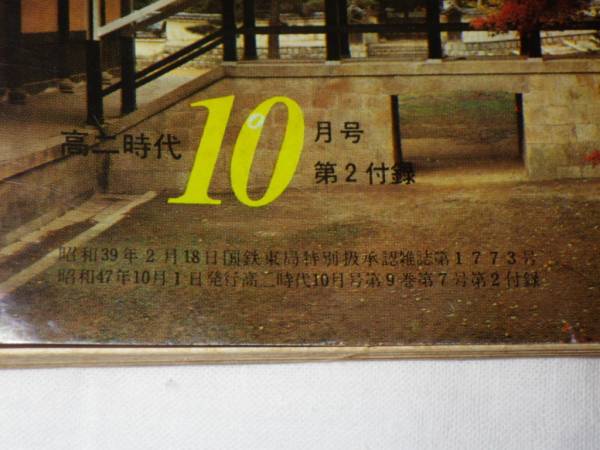 高二時代
10
月号
第2付録
昭和39年2月18日国鉄東局特別扱承認雑誌第1773号
昭和47年10月1日発行高二時代10月号第9巻第7号第2付録